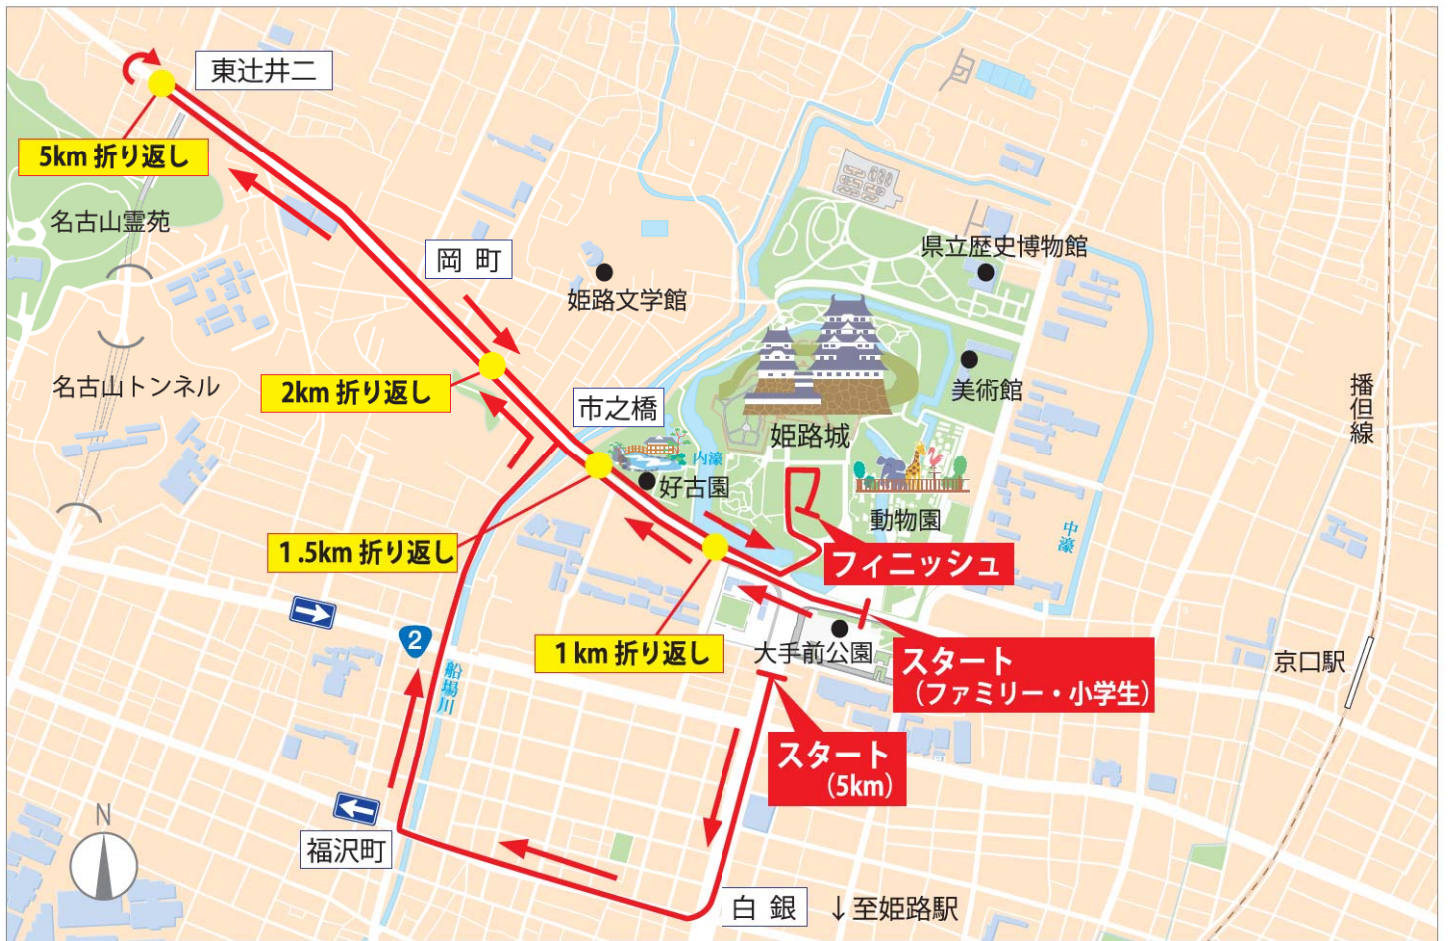 東辻井二
5km 折り返し
名古山霊苑
岡 町
県立歴史博物館
姫路文学館
名古山トンネル
2km 折り返し
市之橋
美術館
播但線
姫路城
内濠
好古園
動物園
中濠
1.5km 折り返し
フィニッシュ
2
船場川
1km 折り返し
大手前公園
スタート
（ファミリー・小学生）
京口駅
スタート
（5km）
N
福沢町
白 銀
↓至姫路駅